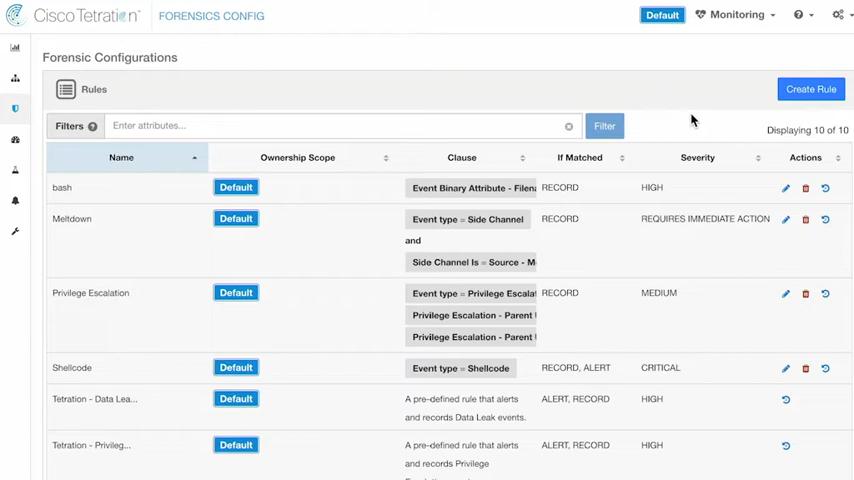 Cisco Tetration™ FORENSICS CONFIG Default Monitoring
Forensic Configurations
Rules Create Rule
Filters Enter attributes... Filter Displaying 10 of 10
Name Ownership Scope Clause If Matched Severity Actions
bash Default Event Binary Attribute - Filena RECORD HIGH
Meltdown Default Event type = Side Channel RECORD REQUIRES IMMEDIATE ACTION
and
Side Channel Is = Source - M
Privilege Escalation Default Event type = Privilege Escalat RECORD MEDIUM
Privilege Escalation - Parent
Privilege Escalation - Parent
Shellcode Default Event type = Shellcode RECORD, ALERT CRITICAL
Tetration - Data Lea... Default A pre-defined rule that alerts ALERT, RECORD HIGH
and records Data Leak events.
Tetration - Privileg... Default A pre-defined rule that alerts ALERT, RECORD HIGH
and records Privilege